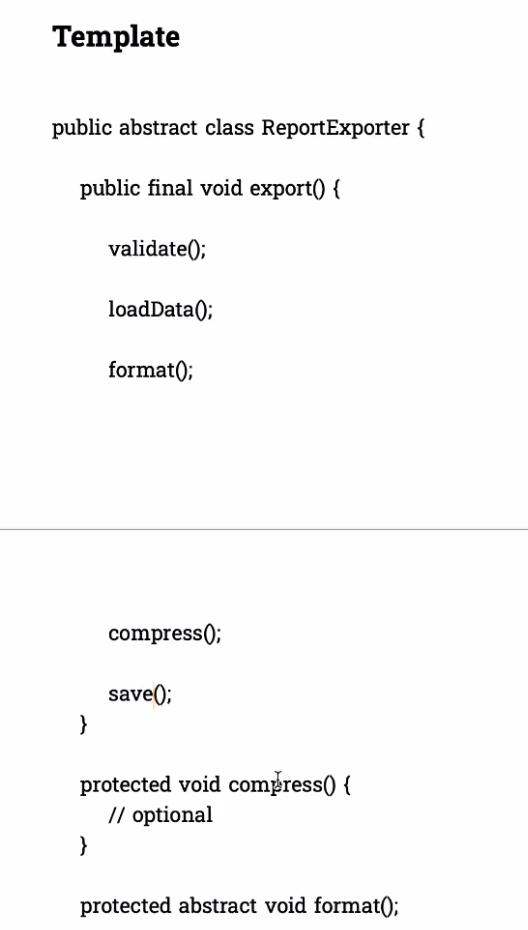 Template
public abstract class ReportExporter {
public final void export() {
validate();
loadData();
format();
compress();
save();
}
protected void compress() {
// optional
}
protected abstract void format();